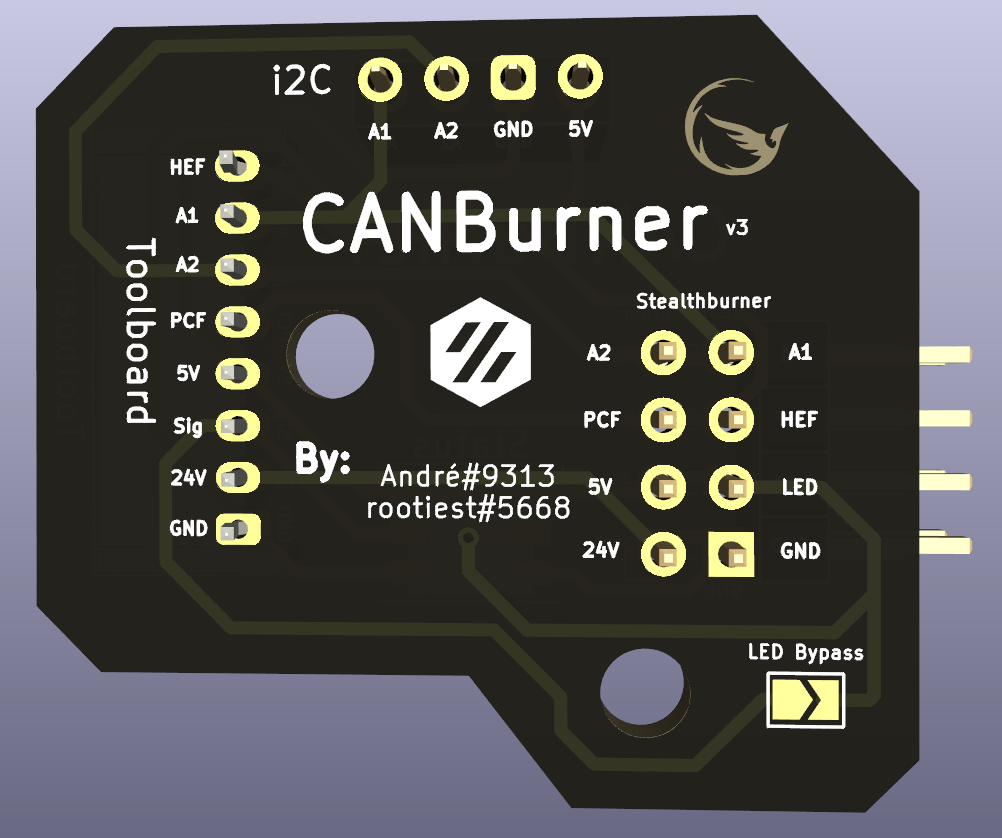 i2C
A1 A2 GND 5V
HEF
A1
A2
PCF
5V
Sig
24V
GND
Toolboard
CANBurner v3
Stealthburner
A2 A1
PCF HEF
5V LED
24V GND
By:
André#9313
rootiest#5668
LED Bypass